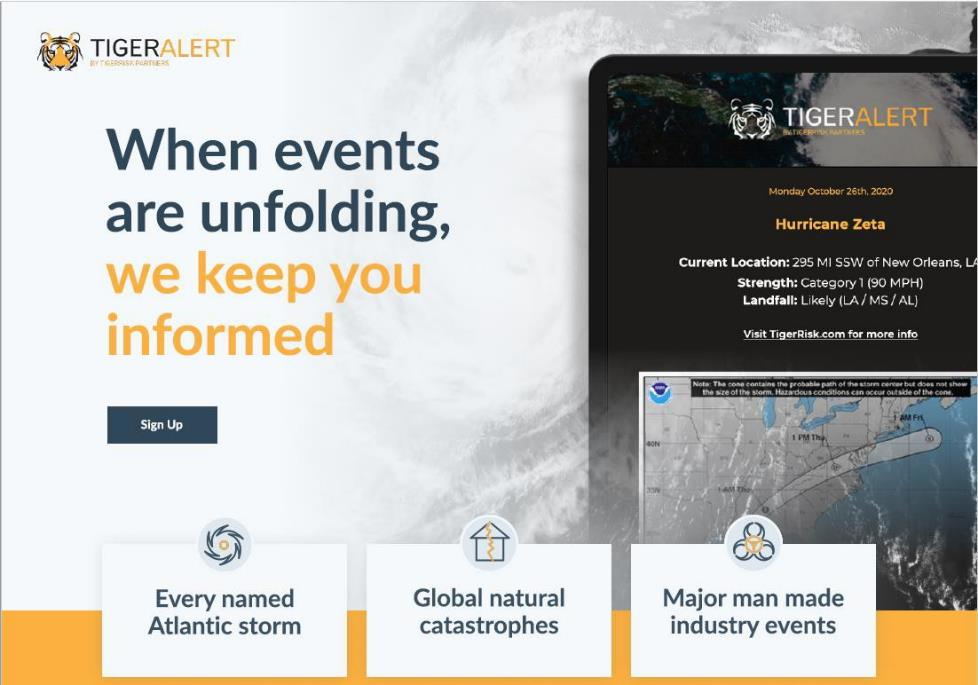 TIGERALERT
BY TIGERRISK PARTNERS
When events
are unfolding,
we keep you
informed
Sign Up
TIGERALERT
BY TIGERRISK PARTNERS
Monday October 26th, 2020
Hurricane Zeta
Current Location: 295 MI SSW of New Orleans, LA
Strength: Category 1 (90 MPH)
Landfall: Likely (LA / MS / AL)
Visit TigerRisk.com for more info
Note: The cone contains the probable path of the storm center but does not show
the size of the storm. Hazardous conditions can occur outside of the cone.
1 AM Fri
1 PM Thu
40N
35N
1 AM Thu
Every named
Atlantic storm
Global natural
catastrophes
Major man made
industry events